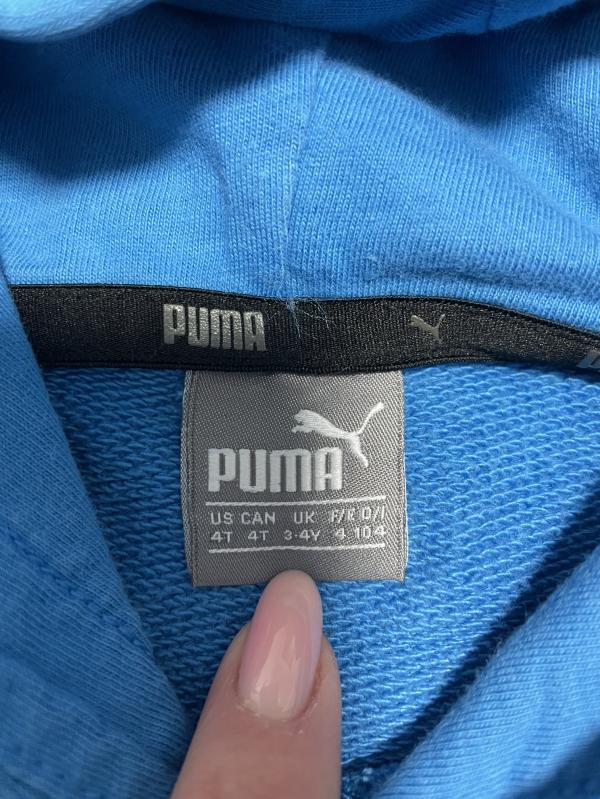 PUMA
PUMA
US CAN UK F/R D/I
4T 4T 3-4Y 4 104